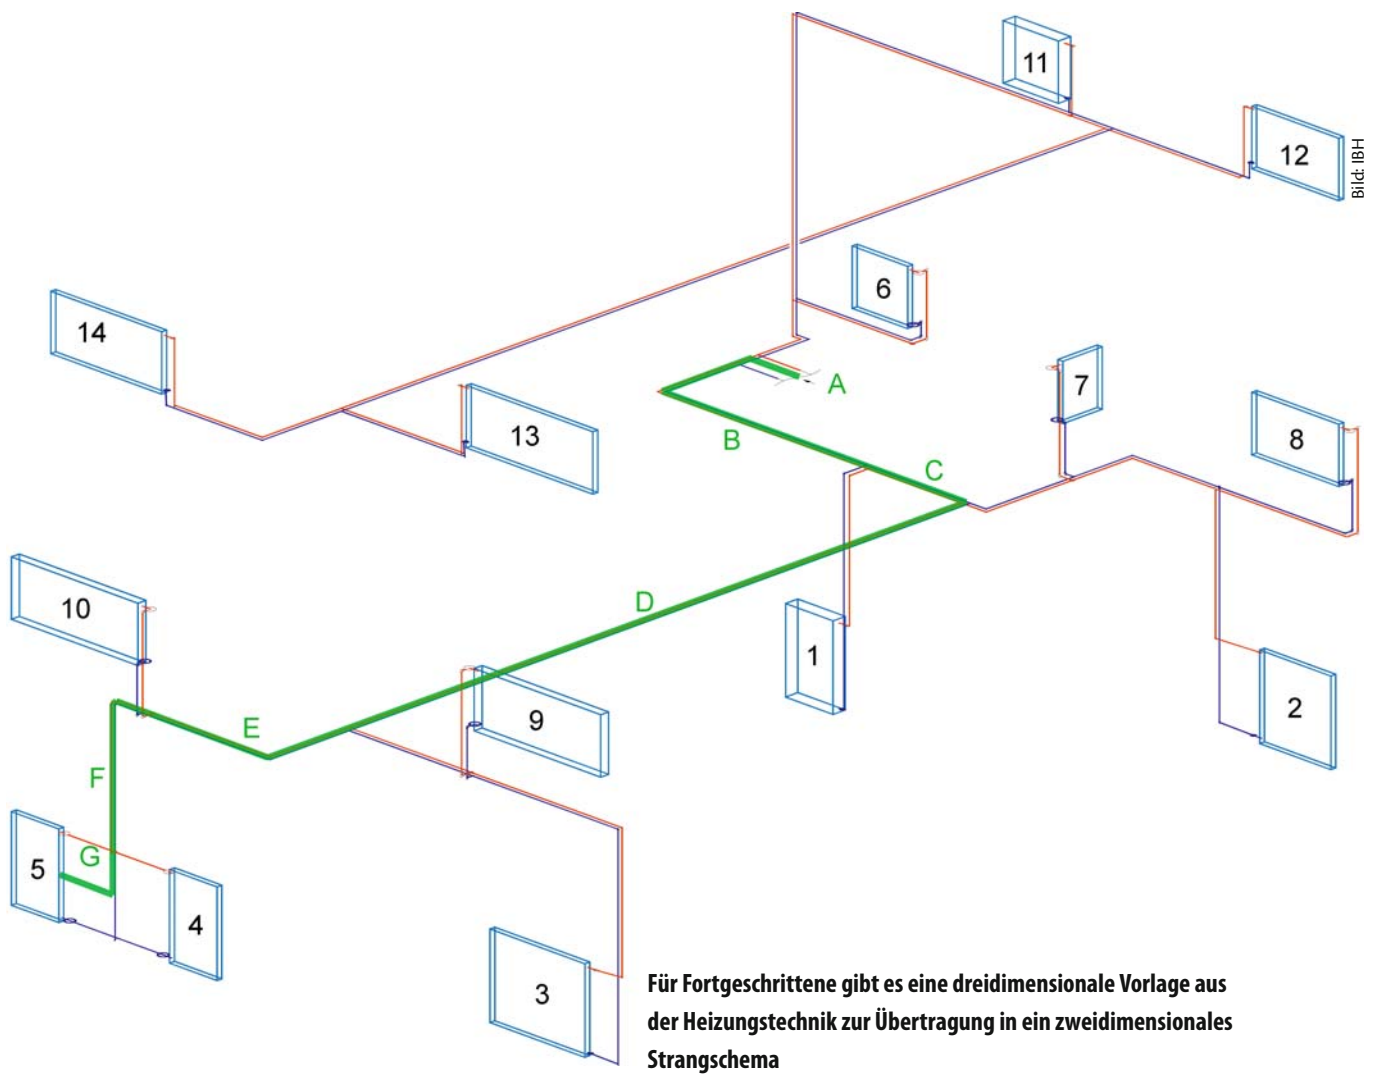 11
12
Bild: IBH
6
14
A
7
13
B
8
C
10
D
1
9
2
E
F
G
5
4
3
Für Fortgeschrittene gibt es eine dreidimensionale Vorlage aus
der Heizungstechnik zur Übertragung in ein zweidimensionales
Strangschema